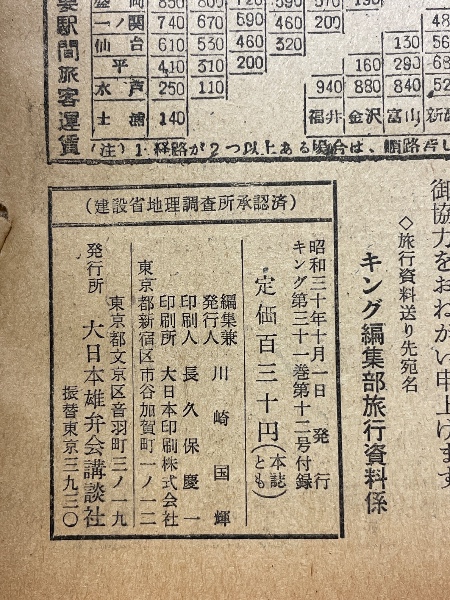 要駅間旅客運賃
盛岡 850 800 720 590 570 190
一ノ関 740 670 590 460 200
仙台 610 530 460 320 130
平 410 310 200 160 290
水戸 250 110 940 880 840
土浦 140 福井 金沢 富山
(注) 1 経路が2つ以上ある場合は、
御協力をおねがい申上げます
◇旅行資料送り先宛名
キング編集部旅行資料係
(建設省地理調査所承認済)
昭和三十年十月一日 発行
キング第三十一巻第十二号付録
定価百三十円(本誌とも)
編集兼発行人 川崎国輝
印刷人 長久保慶一
印刷所 大日本印刷株式会社
東京都新宿区市谷加賀町一ノ一二
東京都文京区音羽町三ノ一九
発行所 大日本雄弁会講談社
振替東京三九三〇